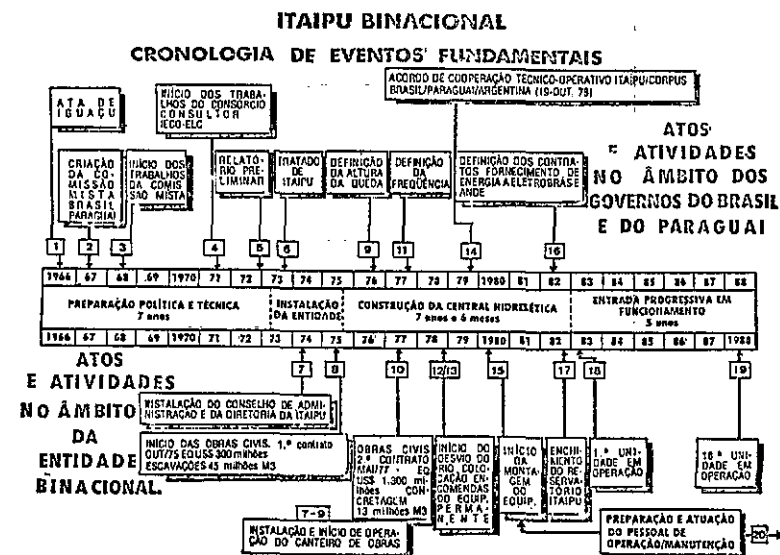 ITAIPU BINACIONAL
CRONOLOGIA DE EVENTOS FUNDAMENTAIS
ATA DE
IGUAÇU
INÍCIO DOS TRABA-
LHOS DO CONSÓRCIO
CONSULTOR
IECO-ELC
ACORDO DE COOPERAÇÃO TÉCNICO-OPERATIVO ITAIPU/CORPUS
BRASIL/PARAGUAI/ARGENTINA (19-OUT. 79)
CRIAÇÃO
DA CO-
MISSÃO
MISTA
BRASIL
PARAGUAI
INÍCIO DOS
TRABALHOS
DA COMIS
SÃO MISTA
RELATÓ-
RIO PRE-
LIMINAR
TRATADO
DE
ITAIPU
DEFINIÇÃO
DA ALTURA
DA QUEDA
DEFINIÇÃO
DA
FREQÜÊNCIA
DEFINIÇÃO DOS CONTRA-
TOS FORNECIMENTO DE
ENERGIA A ELETROBRÁS E
ANDE
ATOS
E ATIVIDADES
NO ÂMBITO DOS
GOVERNOS DO BRASIL
E DO PARAGUAI
1 2 3 4 5 6 9 11 14 16
1966 67 68 69 1970 71 72 73 74 75 76 77 78 79 1980 81 82 83 84 85 86 87 88
PREPARAÇÃO POLÍTICA E TÉCNICA
7 anos
INSTALAÇÃO
DA ENTIDADE
CONSTRUÇÃO DA CENTRAL HIDRELÉTICA
7 anos e 6 meses
ENTRADA PROGRESSIVA EM
FUNCIONAMENTO
5 anos
1966 67 68 69 1970 71 72 73 74 75 76 77 78 79 1980 81 82 83 84 85 86 87 1988
7 8 10 12/13 15 17 18 19
ATOS
E ATIVIDADES
NO ÂMBITO
DA
ENTIDADE
BINACIONAL.
INSTALAÇÃO DO CONSELHO DE ADMI-
NISTRAÇÃO E DA DIRETORIA DA ITAIPU
INÍCIO DAS OBRAS CIVIS. 1.º contrato
OUT/75 EQ US$ 300 milhões
ESCAVAÇÕES 45 milhões M3
OBRAS CIVIS
2.º CONTRATO
MAI/77 - EQ
US$ 1.300 mi-
lhões CON-
CRETAGEM
13 milhões M3
INÍCIO DO
DESVIO DO
RIO, COLO-
CAÇÃO EN-
COMENDAS
DO EQUIP.
PERMA-
NENTE
INÍCIO
DA MON-
TAGEM
DO EQUIP.
ENCHI-
MENTO
DO RE-
SERVA-
TÓRIO
ITAIPU
1.ª UNI-
DADE EM
OPERAÇÃO
18ª UNI-
DADE EM
OPERAÇÃO
7-9
INSTALAÇÃO E INÍCIO DE OPERA-
ÇÃO DO CANTEIRO DE OBRAS
PREPARAÇÃO E ATUAÇÃO
DO PESSOAL DE
OPERAÇÃO/MANUTENÇÃO
20